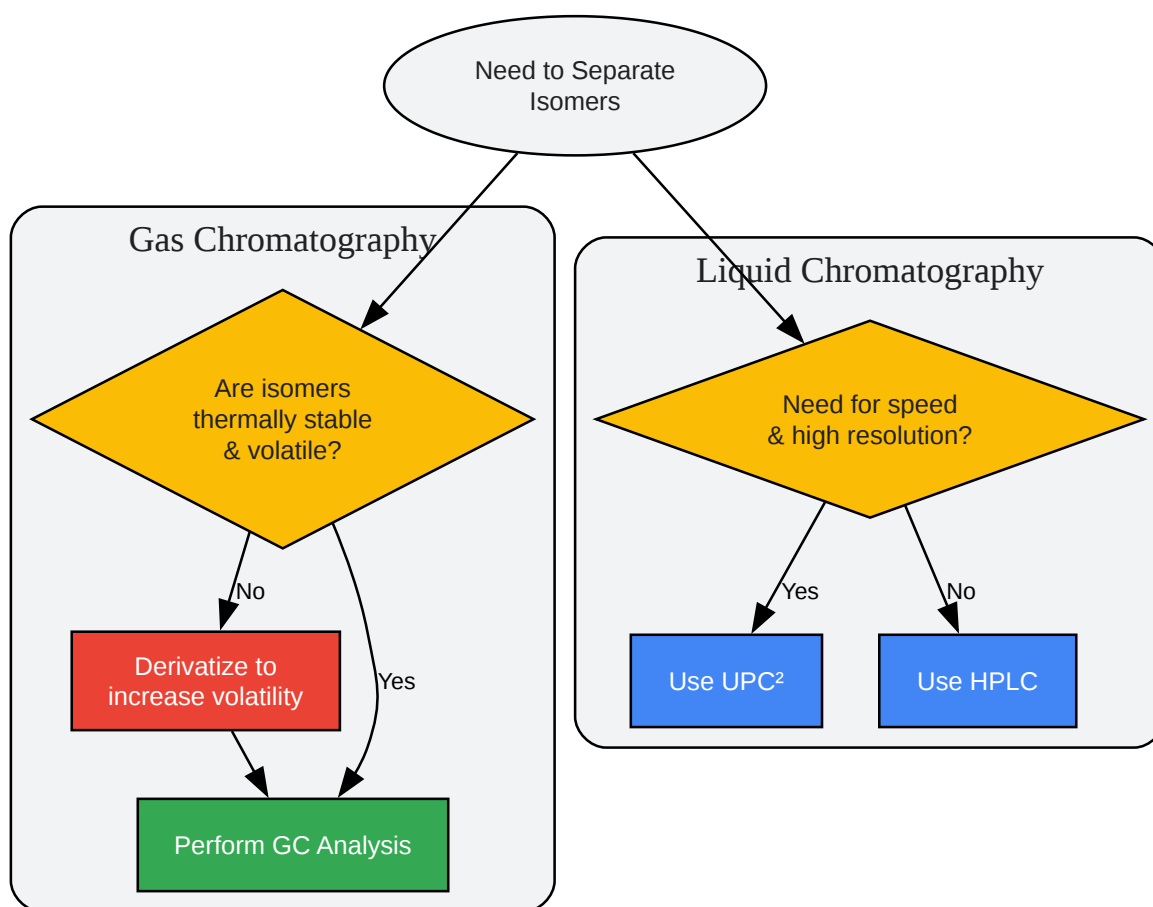 Need to Separate
Isomers
Gas Chromatography
Are isomers
thermally stable
& volatile?
No
Derivatize to
increase volatility
Yes
Perform GC Analysis
Liquid Chromatography
Need for speed
& high resolution?
Yes
No
Use UPC²
Use HPLC